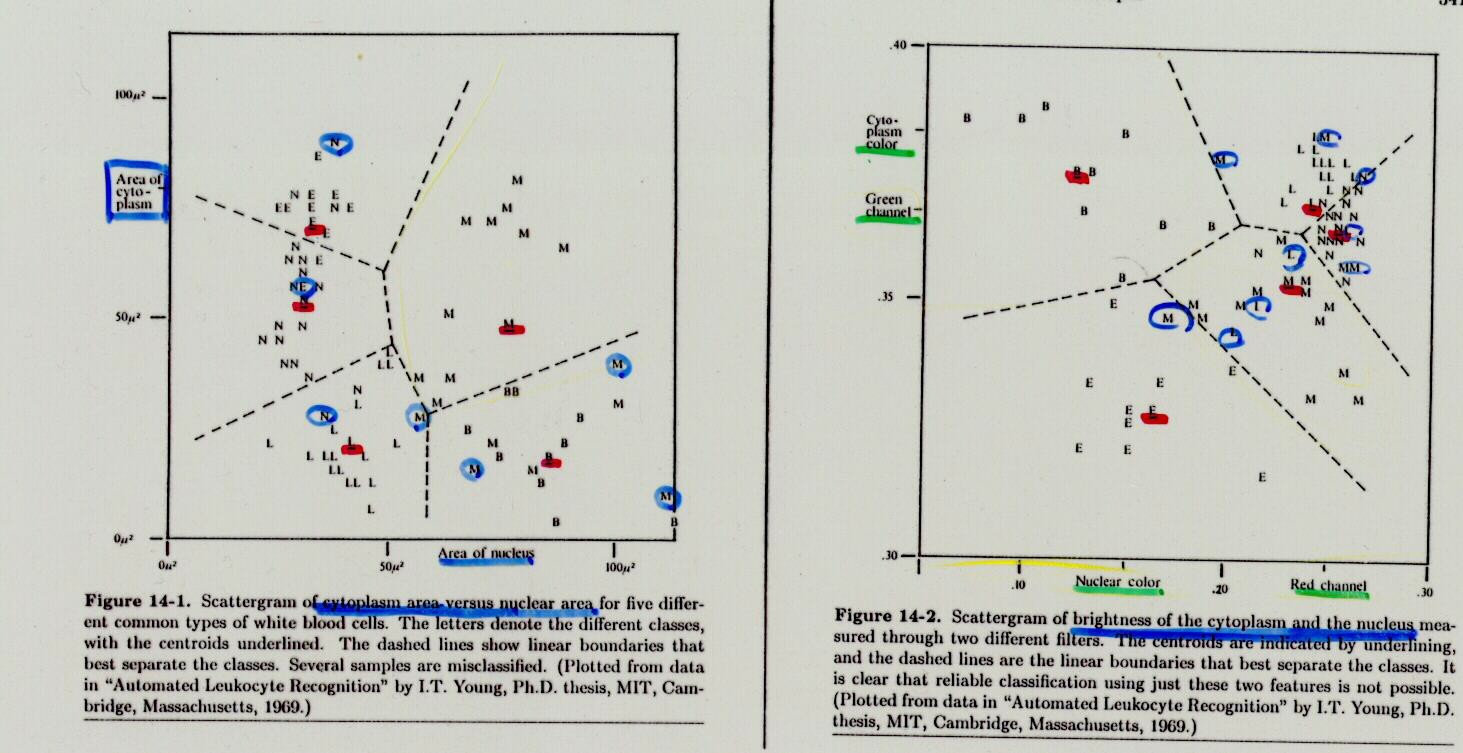 100μ²
Area of
cyto-
plasm
50μ²
0μ²
0μ²
50μ²
Area of nucleus
100μ²
Figure 14-1. Scattergram of cytoplasm area versus nuclear area for five differ-
ent common types of white blood cells. The letters denote the different classes,
with the centroids underlined. The dashed lines show linear boundaries that
best separate the classes. Several samples are misclassified. (Plotted from data
in “Automated Leukocyte Recognition” by I.T. Young, Ph.D. thesis, MIT, Cam-
bridge, Massachusetts, 1969.)
.40
Cyto-
plasm
color
Green
channel
.35
.30
.10
Nuclear color
.20
Red channel
.30
Figure 14-2. Scattergram of brightness of the cytoplasm and the nucleus mea-
sured through two different filters. The centroids are indicated by underlining,
and the dashed lines are the linear boundaries that best separate the classes. It
is clear that reliable classification using just these two features is not possible.
(Plotted from data in “Automated Leukocyte Recognition” by I.T. Young, Ph.D.
thesis, MIT, Cambridge, Massachusetts, 1969.)